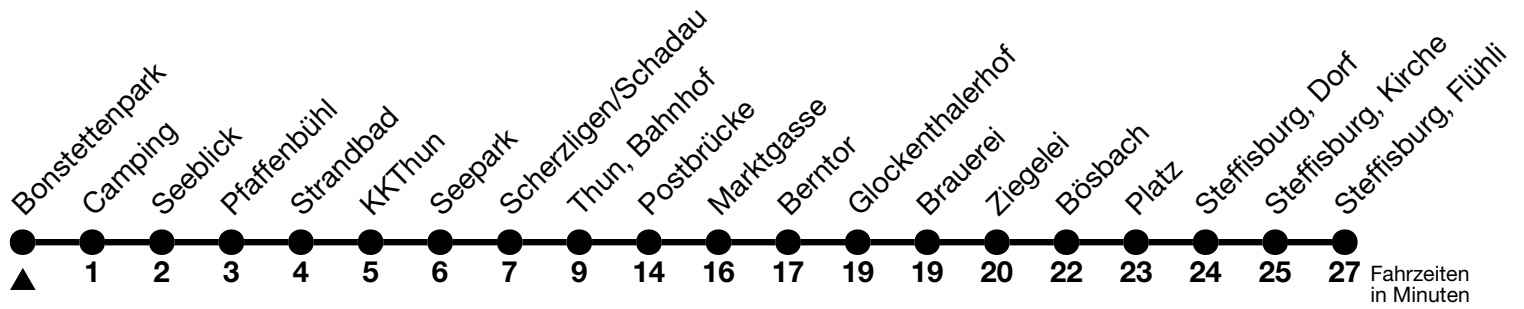 Bonstettenpark
Camping
Seeblick
Pfaffenbühl
Strandbad
KKThun
Seepark
Scherzligen/Schadau
Thun, Bahnhof
Postbrücke
Marktgasse
Berntor
Glockenthalerhof
Brauerei
Ziegelei
Bösbach
Platz
Steffisburg, Dorf
Steffisburg, Kirche
Steffisburg, Flühli
1 2 3 4 5 6 7 9 14 16 17 19 19 20 22 23 24 25 27
Fahrzeiten
in Minuten